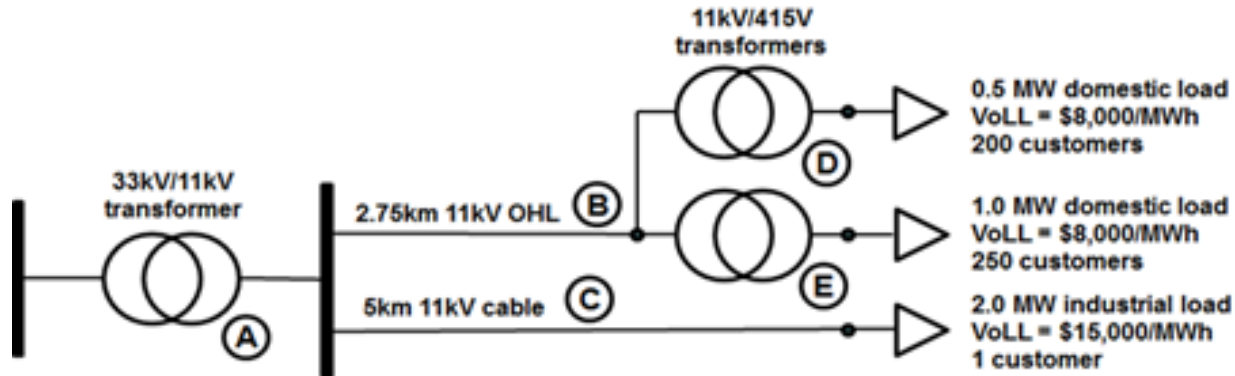 11kV/415V
transformers
0.5 MW domestic load
VoLL = $8,000/MWh
200 customers
D
33kV/11kV
transformer
2.75km 11kV OHL
B
1.0 MW domestic load
VoLL = $8,000/MWh
250 customers
E
5km 11kV cable
C
2.0 MW industrial load
VoLL = $15,000/MWh
1 customer
A